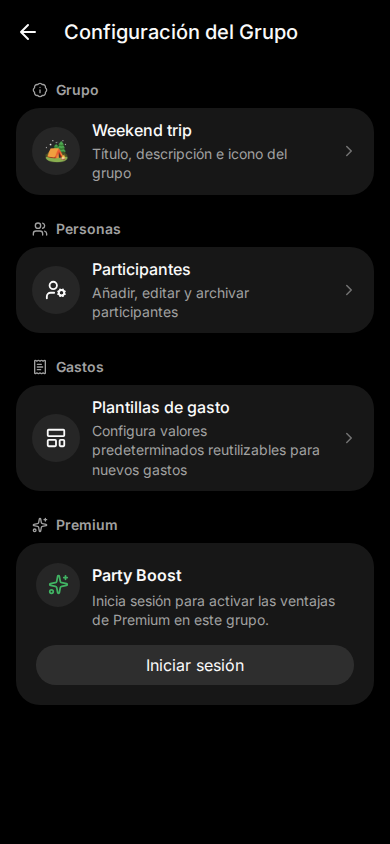 Configuración del Grupo
Grupo
Weekend trip
Título, descripción e icono del
grupo
Personas
Participantes
Añadir, editar y archivar
participantes
Gastos
Plantillas de gasto
Configura valores
predeterminados reutilizables para
nuevos gastos
Premium
Party Boost
Inicia sesión para activar las ventajas
de Premium en este grupo.
Iniciar sesión